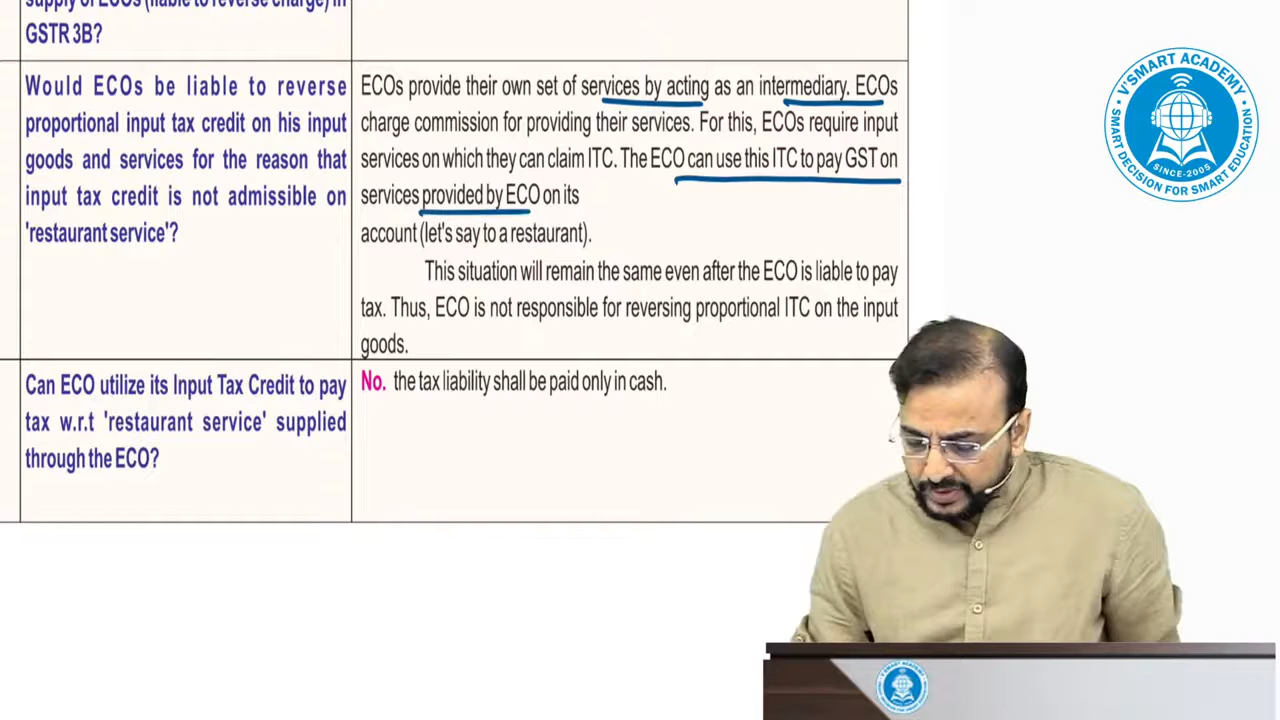 supply of ECOs (liable to reverse charge) in
GSTR 3B?
Would ECOs be liable to reverse
proportional input tax credit on his input
goods and services for the reason that
input tax credit is not admissible on
'restaurant service'?
ECOs provide their own set of services by acting as an intermediary. ECOs
charge commission for providing their services. For this, ECOs require input
services on which they can claim ITC. The ECO can use this ITC to pay GST on
services provided by ECO on its
account (let's say to a restaurant).
This situation will remain the same even after the ECO is liable to pay
tax. Thus, ECO is not responsible for reversing proportional ITC on the input
goods.
Can ECO utilize its Input Tax Credit to pay
tax w.r.t 'restaurant service' supplied
through the ECO?
No. the tax liability shall be paid only in cash.
V'SMART ACADEMY
SINCE-2005
SMART DECISION FOR SMART EDUCATION
V'SMART ACADEMY